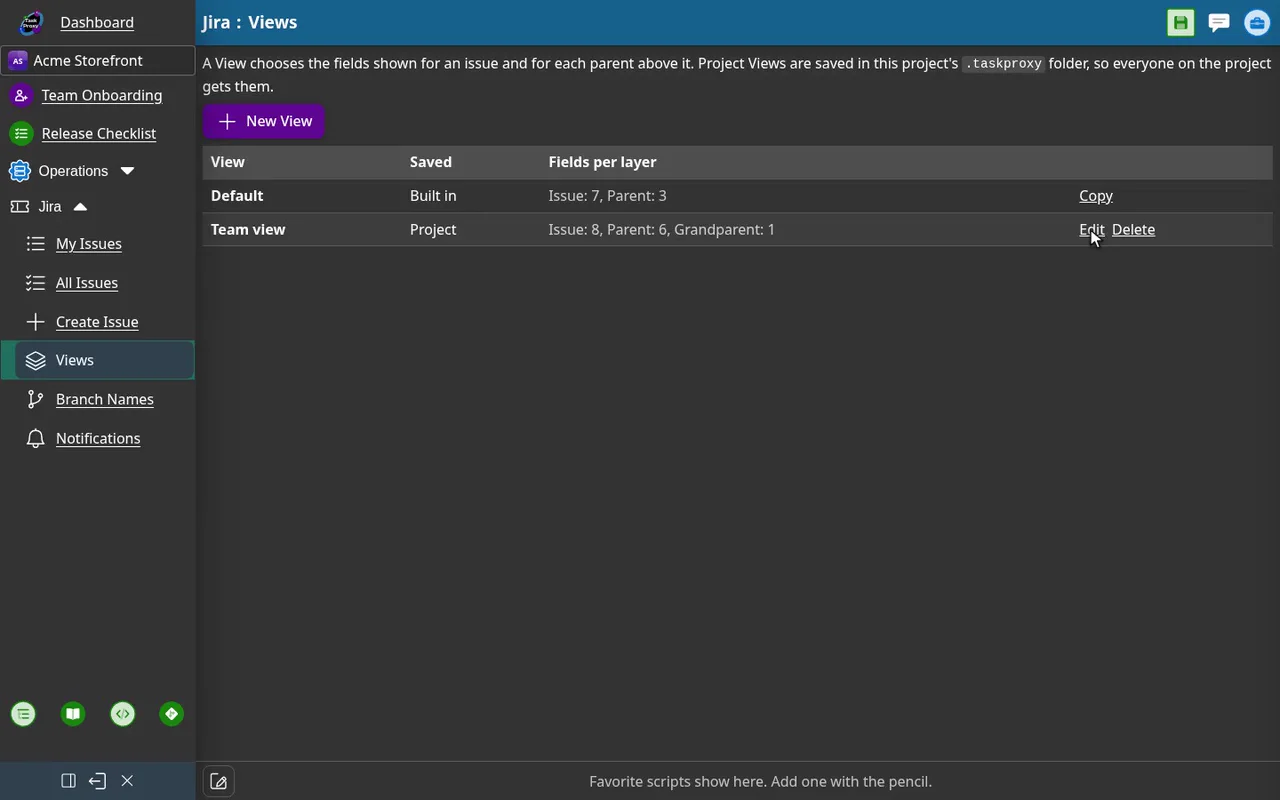 Dashboard
Jira : Views
AS Acme Storefront
Team Onboarding
Release Checklist
Operations
Jira
My Issues
All Issues
Create Issue
Views
Branch Names
Notifications
A View chooses the fields shown for an issue and for each parent above it. Project Views are saved in this project's .taskproxy folder, so everyone on the project
gets them.
New View
View Saved Fields per layer
Default Built in Issue: 7, Parent: 3 Copy
Team view Project Issue: 8, Parent: 6, Grandparent: 1 Edit Delete
Favorite scripts show here. Add one with the pencil.